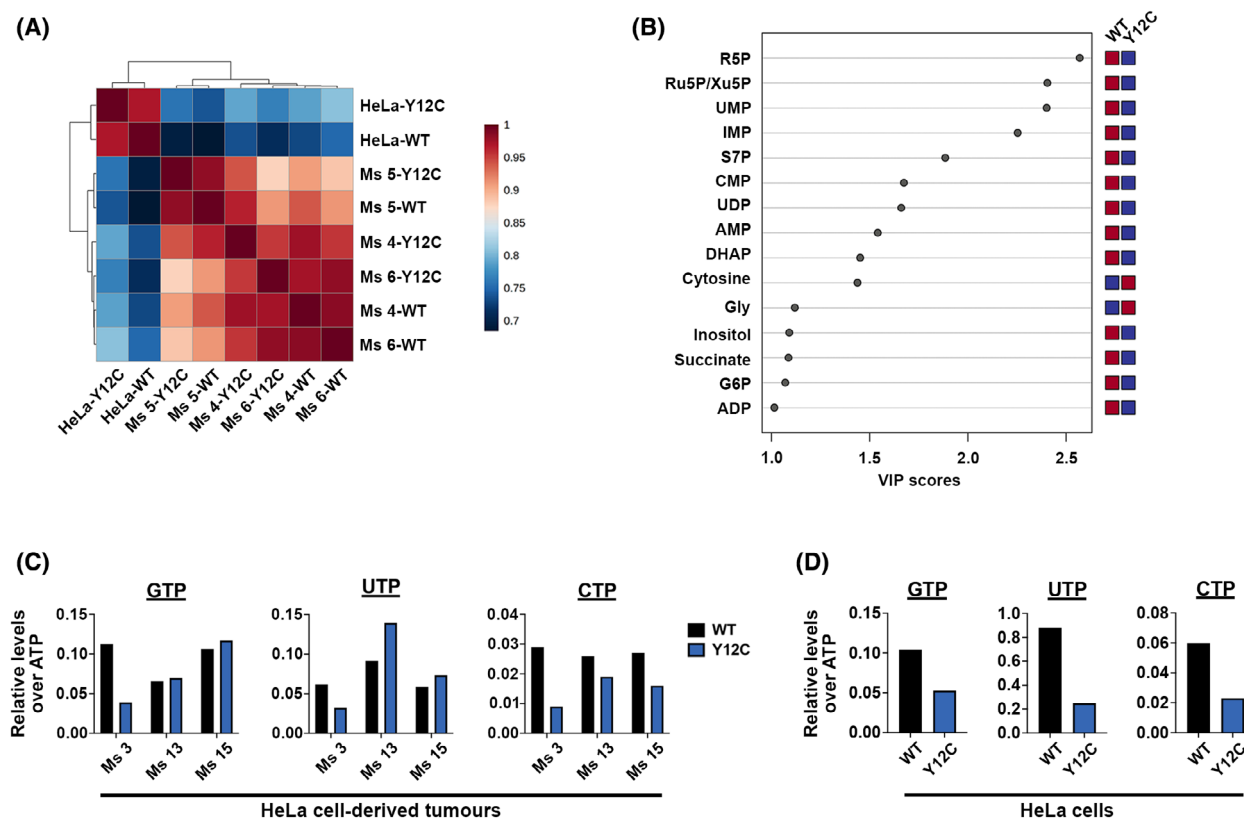 (A)
HeLa-Y12C
HeLa-WT
Ms 5-Y12C
Ms 5-WT
Ms 4-Y12C
Ms 6-Y12C
Ms 4-WT
Ms 6-WT
HeLa-Y12C
HeLa-WT
Ms 5-Y12C
Ms 5-WT
Ms 4-Y12C
Ms 6-Y12C
Ms 4-WT
Ms 6-WT
1
0.95
0.9
0.85
0.8
0.75
0.7
(B)
WT
Y12C
R5P
Ru5P/Xu5P
UMP
IMP
S7P
CMP
UDP
AMP
DHAP
Cytosine
Gly
Inositol
Succinate
G6P
ADP
1.0 1.5 2.0 2.5
VIP scores
(C)
Relative levels
over ATP
GTP
0.15
0.10
0.05
0.00
Ms 3 Ms 13 Ms 15
UTP
0.15
0.10
0.05
0.00
Ms 3 Ms 13 Ms 15
CTP
0.04
0.03
0.02
0.01
0.00
Ms 3 Ms 13 Ms 15
WT
Y12C
HeLa cell-derived tumours
(D)
Relative levels
over ATP
GTP
0.15
0.10
0.05
0.00
WT Y12C
UTP
1.0
0.8
0.6
0.4
0.2
0.0
WT Y12C
CTP
0.08
0.06
0.04
0.02
0.00
WT Y12C
HeLa cells